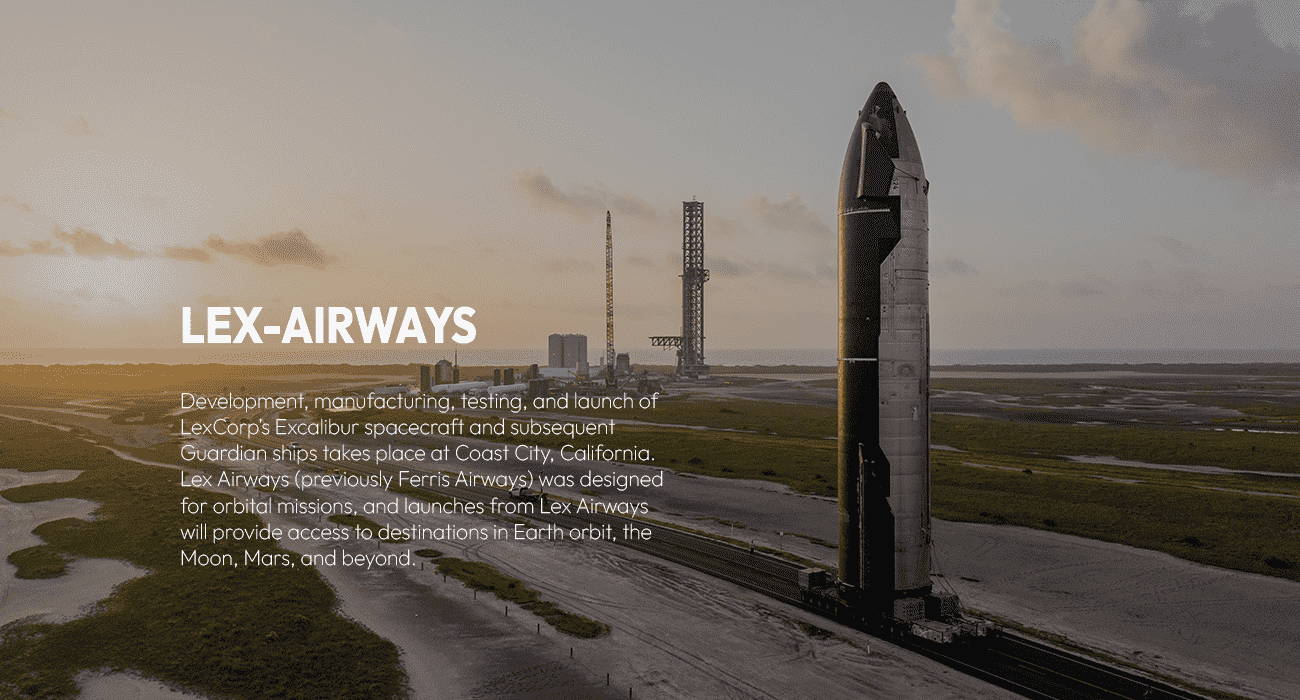 LEX-AIRWAYS
Development, manufacturing, testing, and launch of
LexCorp's Excalibur spacecraft and subsequent
Guardian ships takes place at Coast City, California.
Lex Airways (previously Ferris Airways) was designed
for orbital missions, and launches from Lex Airways
will provide access to destinations in Earth orbit, the
Moon, Mars, and beyond.